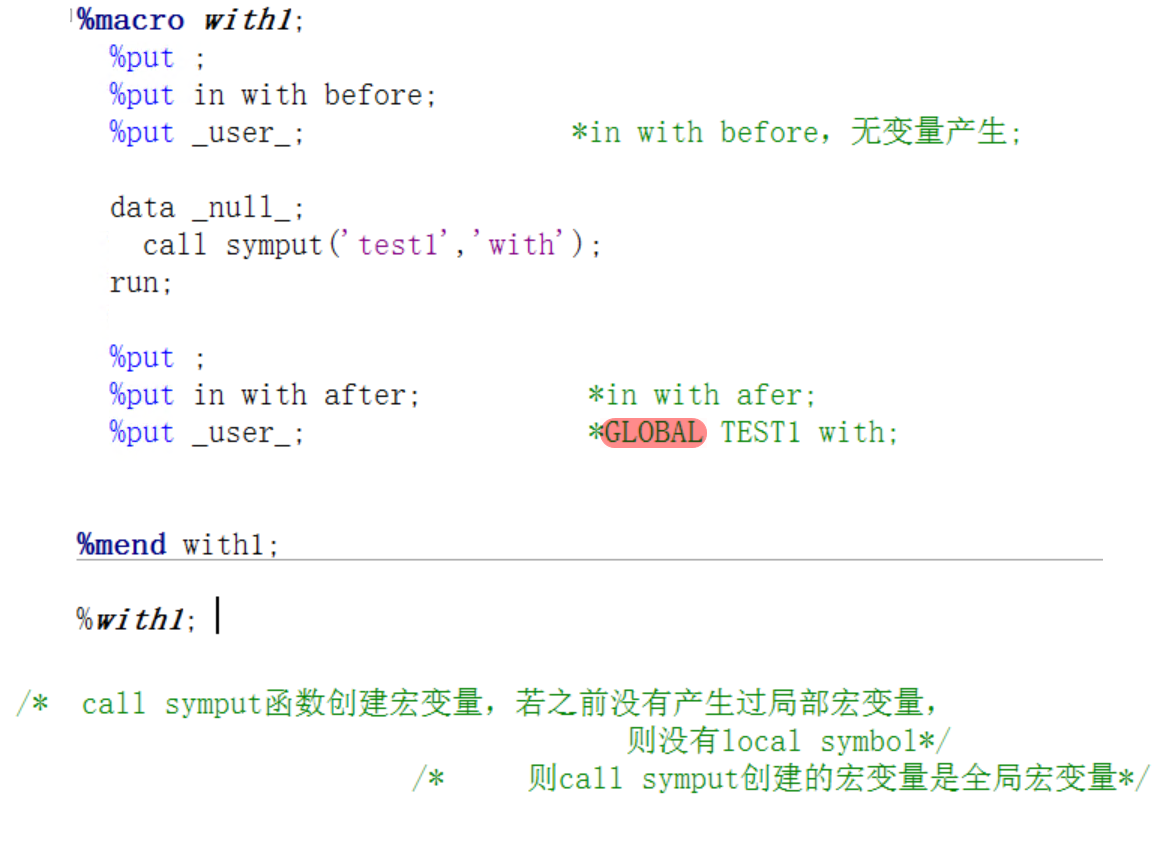 %macro with1;
%put ;
%put in with before;
%put _user_; *in with before，无变量产生;
data _null_;
call symput('test1','with');
run;
%put ;
%put in with after; *in with afer;
%put _user_; *GLOBAL TEST1 with;
%mend with1;
%with1;
/* call symput函数创建宏变量，若之前没有产生过局部宏变量，
则没有local symbol*/
/* 则call symput创建的宏变量是全局宏变量*/